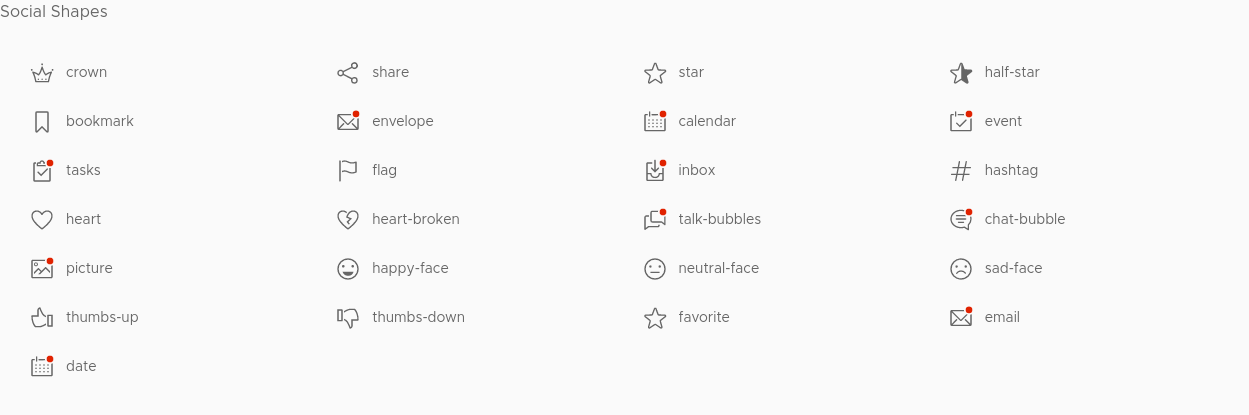 Social Shapes
crown share star half-star
bookmark envelope calendar event
tasks flag inbox hashtag
heart heart-broken talk-bubbles chat-bubble
picture happy-face neutral-face sad-face
thumbs-up thumbs-down favorite email
date